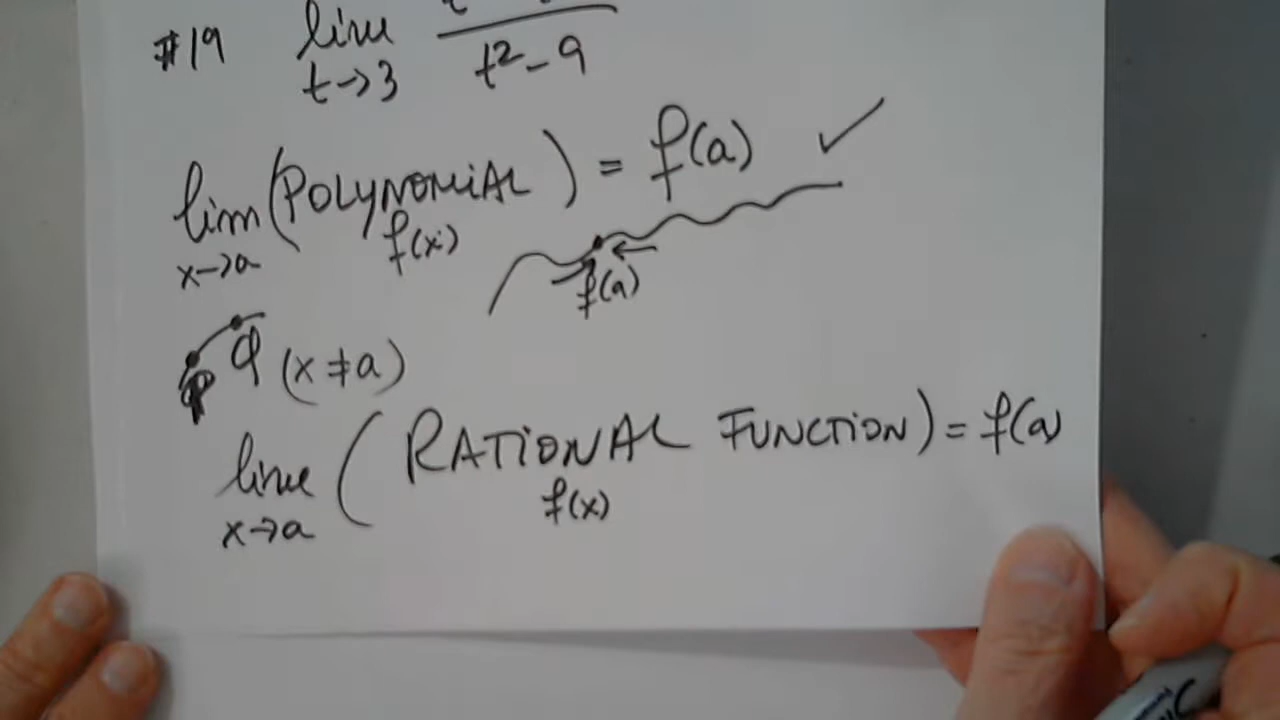 #19 lim
t→3 t²-9
lim (POLYNOMIAL) = f(a) ✓
x→a f(x)
f(a)
P Q (x≠a)
lim ( RATIONAL FUNCTION) = f(a)
x→a f(x)